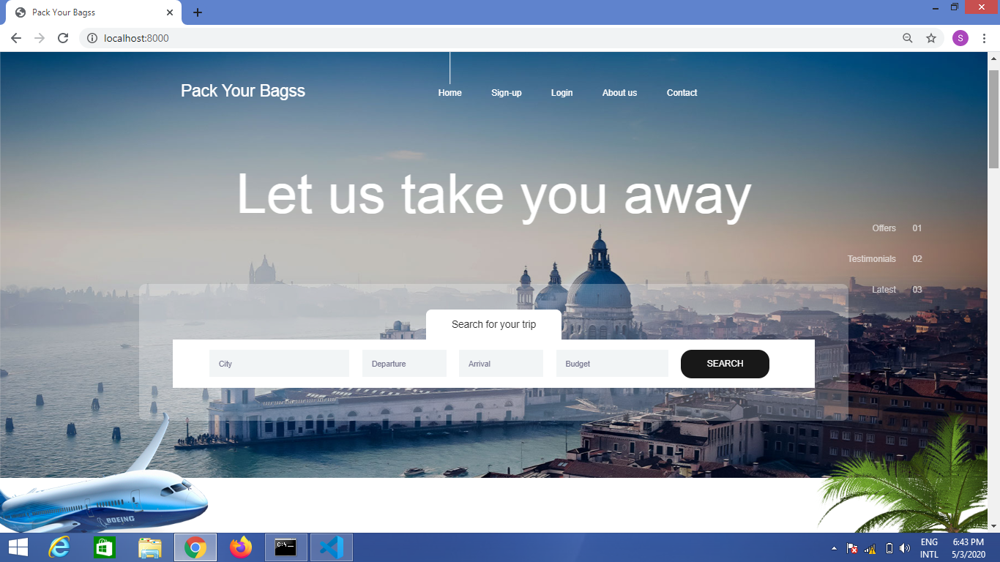 Pack Your Bagss
localhost:8000
S
Pack Your Bagss
Home Sign-up Login About us Contact
Let us take you away
Offers 01
Testimonials 02
Latest 03
Search for your trip
City Departure Arrival Budget SEARCH
BOEING
C:\_
ENG 6:43 PM
INTL 5/3/2020